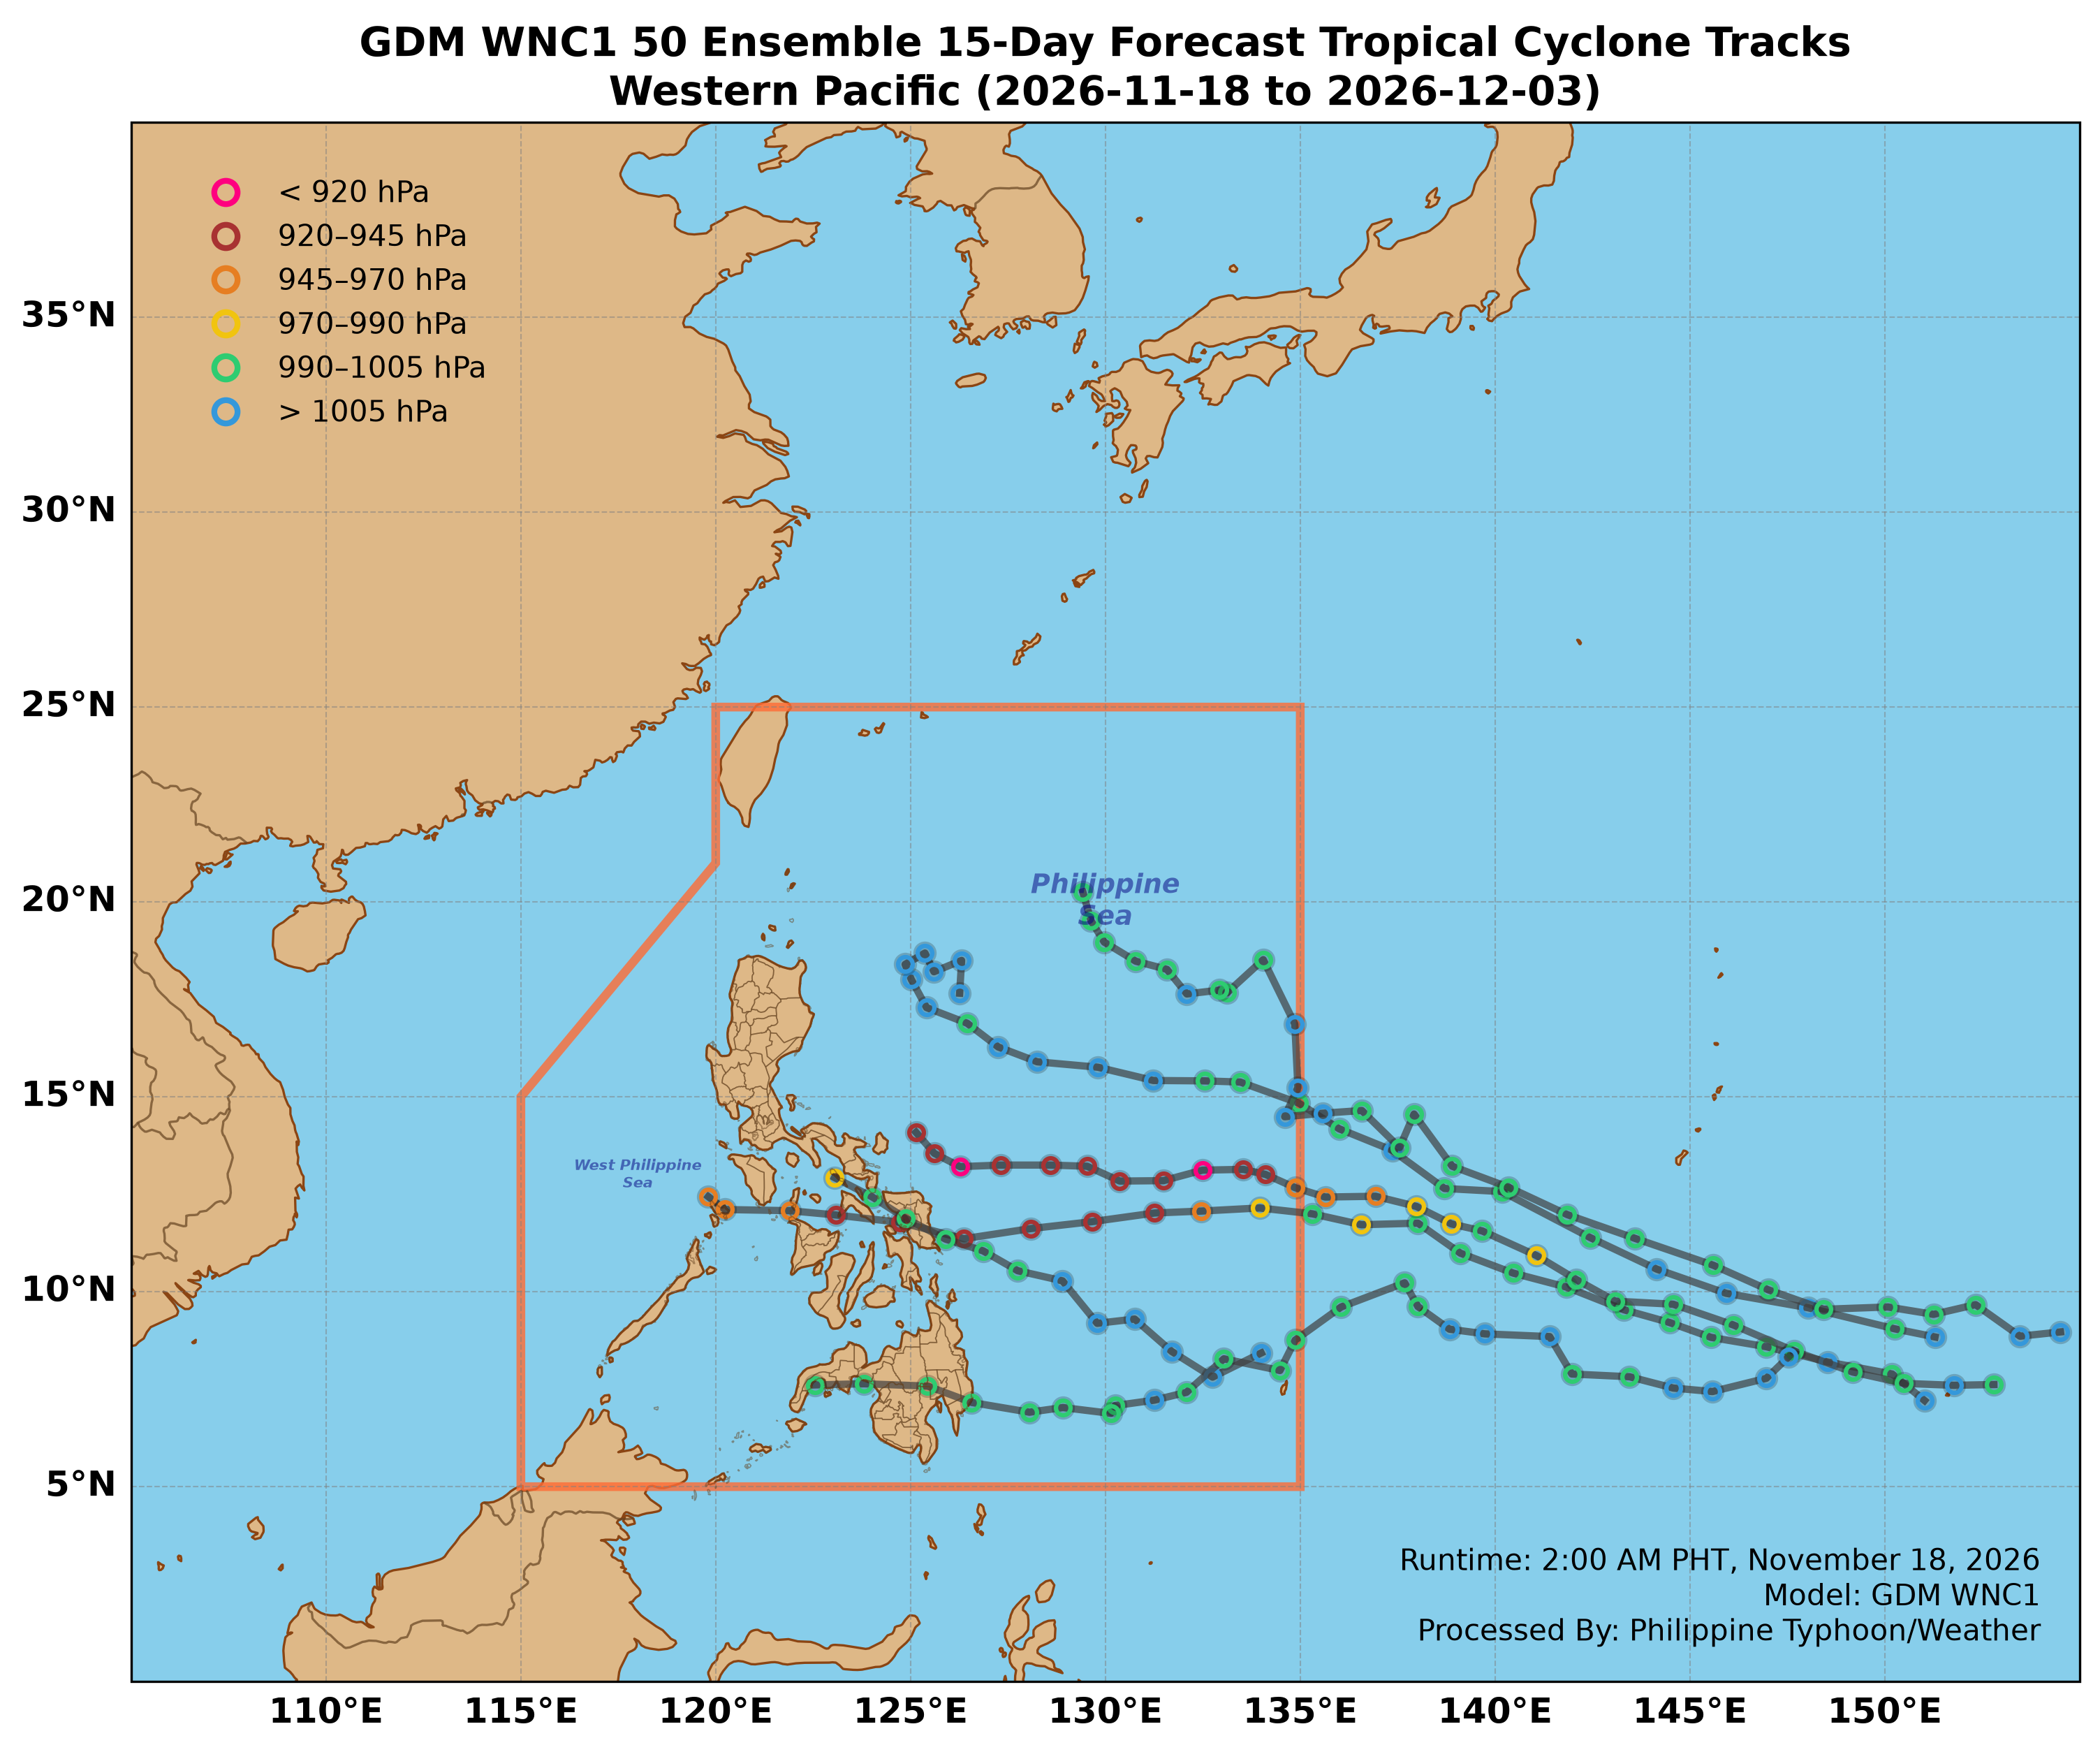 GDM WNC1 50 Ensemble 15-Day Forecast Tropical Cyclone Tracks
Western Pacific (2026-11-18 to 2026-12-03)
< 920 hPa
920–945 hPa
945–970 hPa
970–990 hPa
990–1005 hPa
> 1005 hPa
35°N
30°N
25°N
20°N
15°N
10°N
5°N
Philippine
Sea
West Philippine
Sea
Runtime: 2:00 AM PHT, November 18, 2026
Model: GDM WNC1
Processed By: Philippine Typhoon/Weather
110°E 115°E 120°E 125°E 130°E 135°E 140°E 145°E 150°E